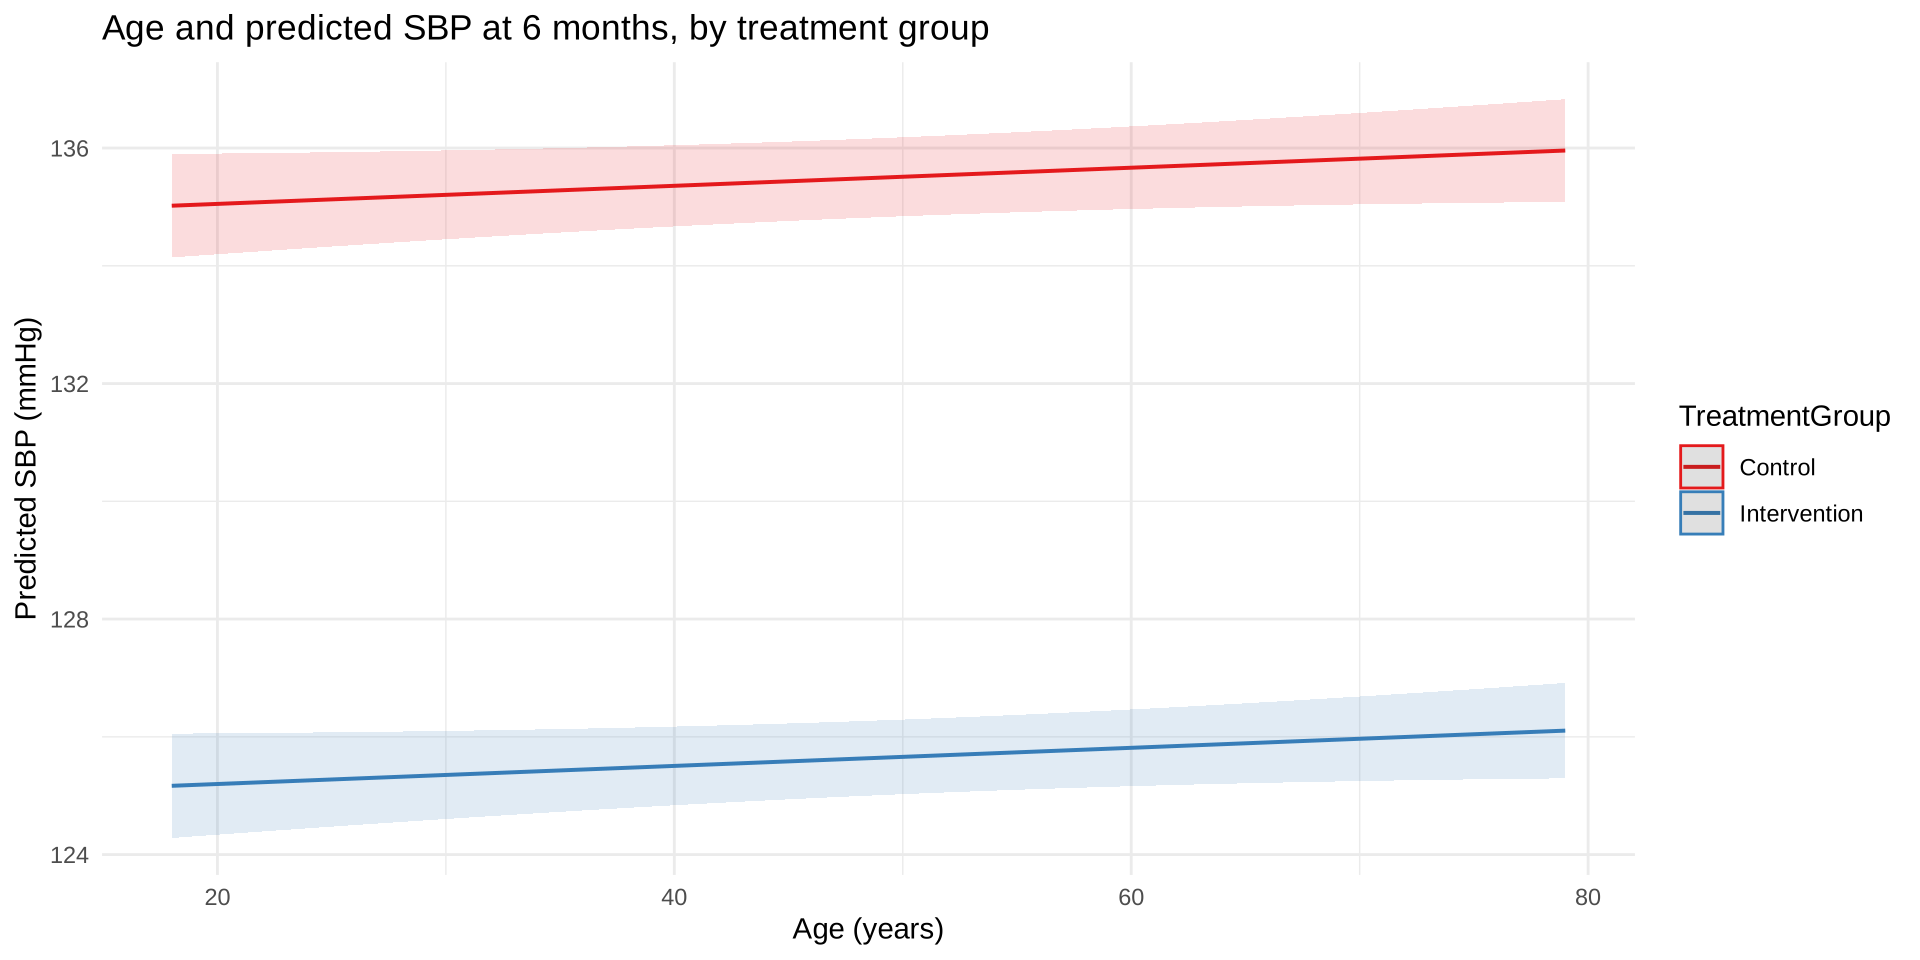 Age and predicted SBP at 6 months, by treatment group
Predicted SBP (mmHg)
136
132
128
124
20
40
60
80
Age (years)
TreatmentGroup
Control
Intervention